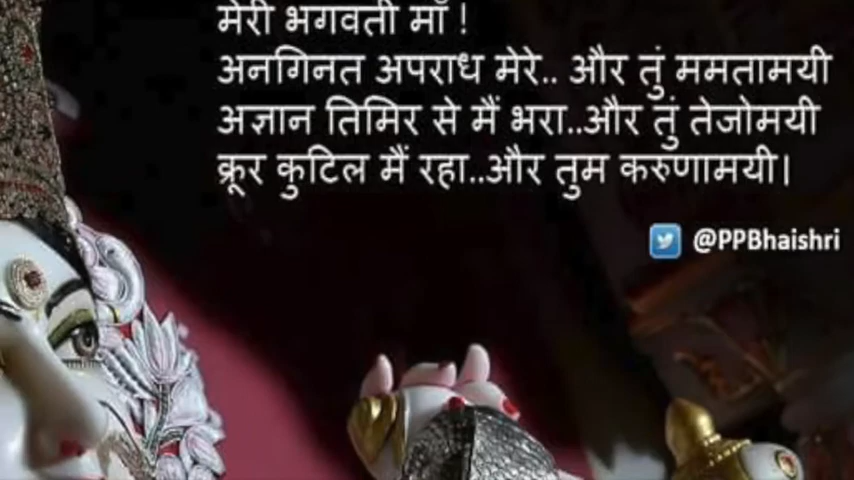 मेरी भगवती माँ !
अनगिनत अपराध मेरे.. और तुं ममतामयी
अज्ञान तिमिर से मैं भरा..और तुं तेजोमयी
क्रूर कुटिल मैं रहा..और तुम करुणामयी।
@PPBhaishri